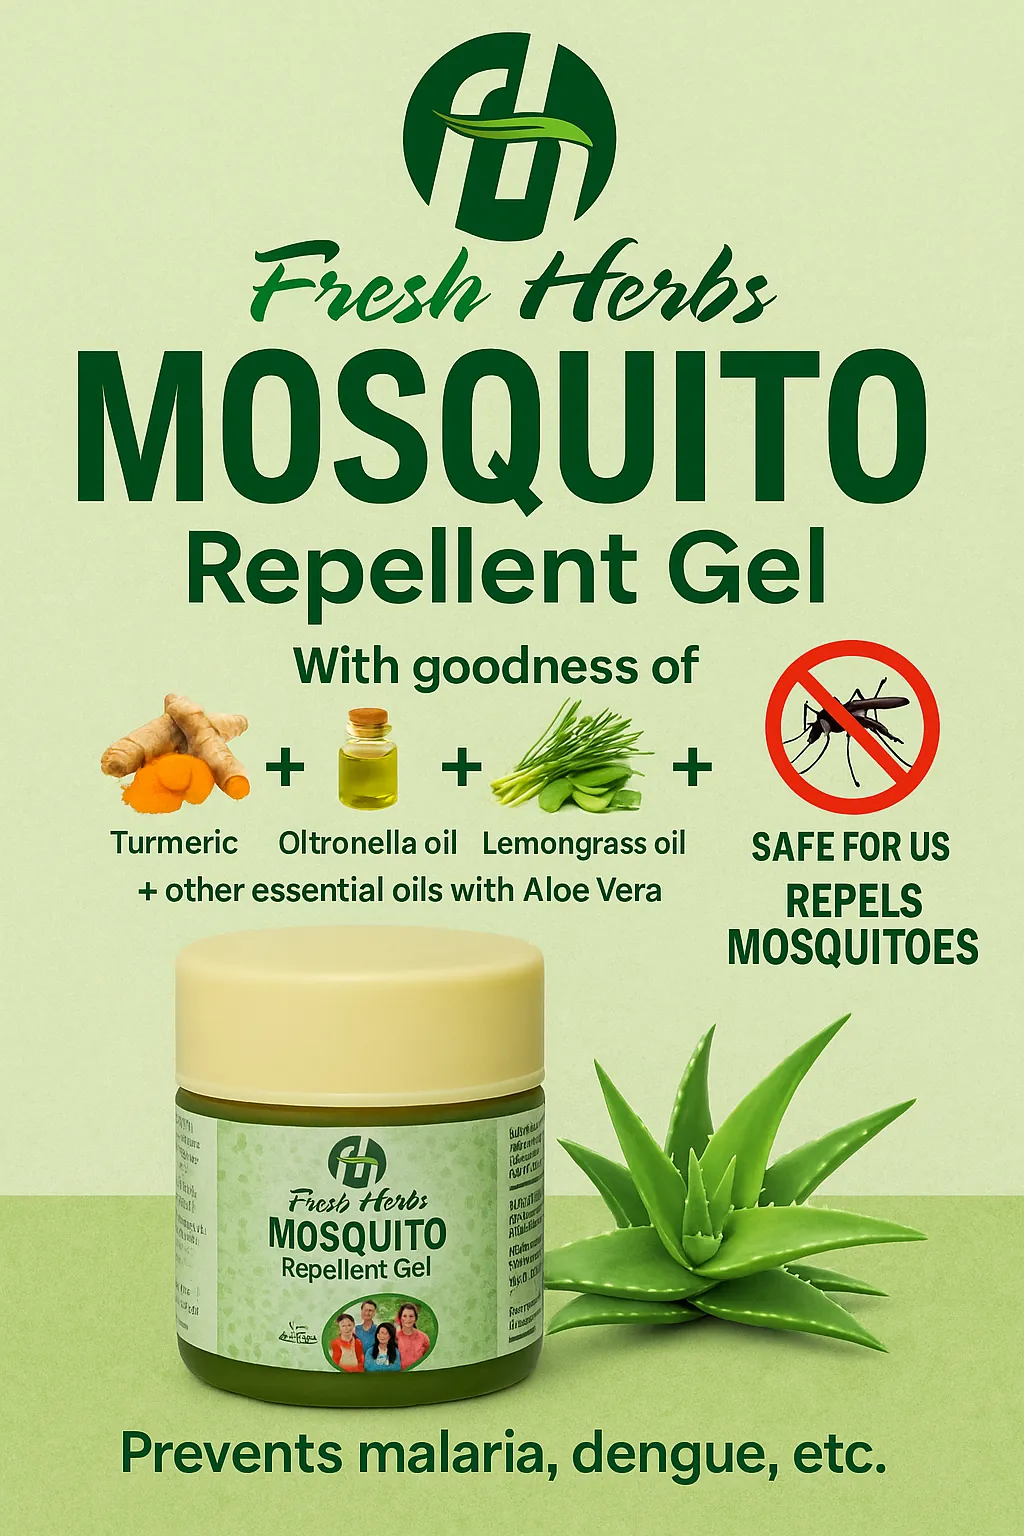 Fresh Herbs
MOSQUITO
Repellent Gel
With goodness of
Turmeric + Oltronella oil + Lemongrass oil +
+ other essential oils with Aloe Vera
SAFE FOR US
REPELS
MOSQUITOES
Fresh Herbs
MOSQUITO
Repellent Gel
Prevents malaria, dengue, etc.